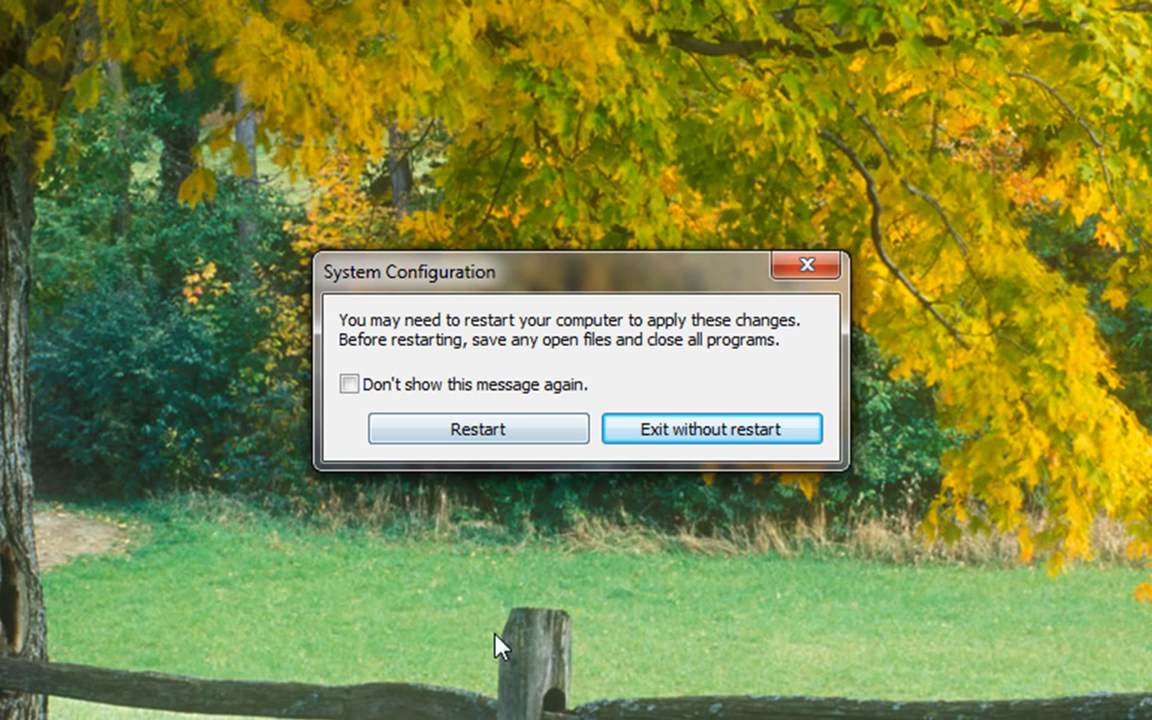 System Configuration
You may need to restart your computer to apply these changes.
Before restarting, save any open files and close all programs.
Don't show this message again.
Restart
Exit without restart